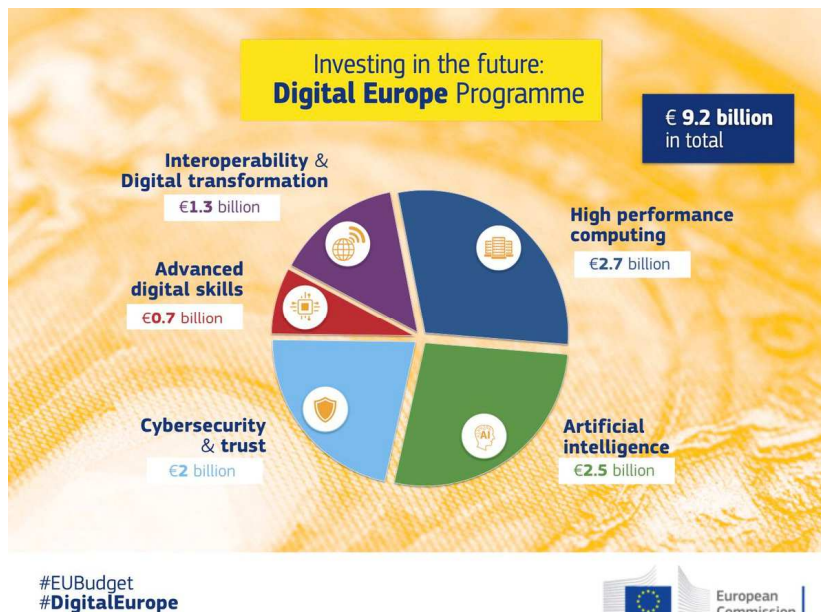 Investing in the future:
Digital Europe Programme
€ 9.2 billion
in total
Interoperability &
Digital transformation
€1.3 billion
High performance
computing
€2.7 billion
Advanced
digital skills
€0.7 billion
Cybersecurity
& trust
€2 billion
AI
Artificial
intelligence
€2.5 billion
#EUBudget
#DigitalEurope
European
Commission